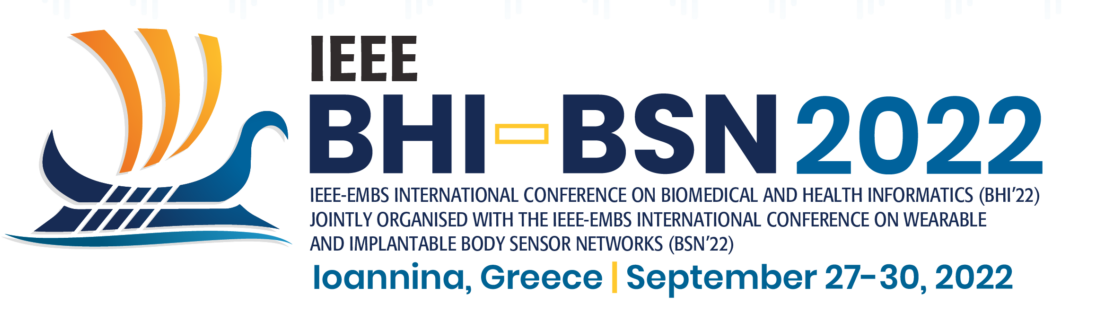 IEEE
BHI-BSN 2022
IEEE-EMBS INTERNATIONAL CONFERENCE ON BIOMEDICAL AND HEALTH INFORMATICS (BHI'22)
JOINTLY ORGANISED WITH THE IEEE-EMBS INTERNATIONAL CONFERENCE ON WEARABLE
AND IMPLANTABLE BODY SENSOR NETWORKS (BSN'22)
Ioannina, Greece | September 27-30, 2022